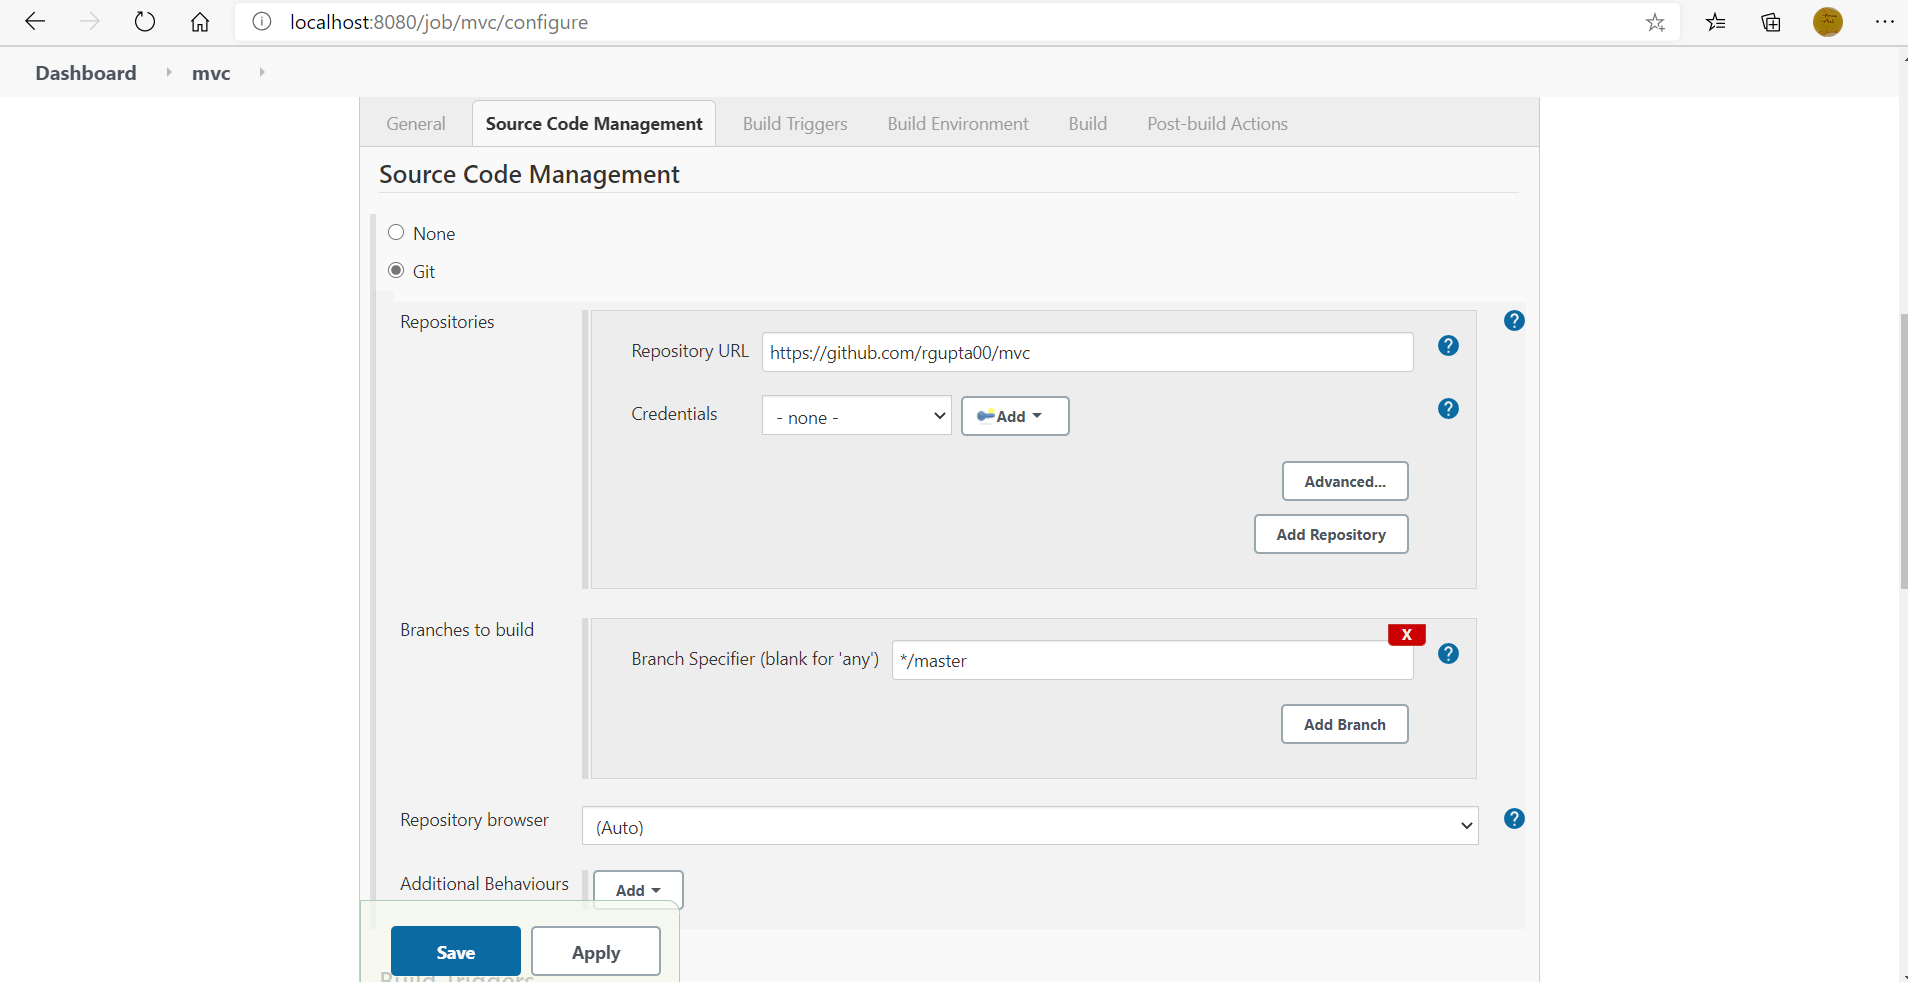 localhost:8080/job/mvc/configure
Dashboard mvc
General Source Code Management Build Triggers Build Environment Build Post-build Actions
Source Code Management
None
Git
Repositories
Repository URL https://github.com/rgupta00/mvc
Credentials - none - Add
Advanced...
Add Repository
Branches to build
X
Branch Specifier (blank for 'any') */master
Add Branch
Repository browser (Auto)
Additional Behaviours Add
Save Apply
Build Triggers